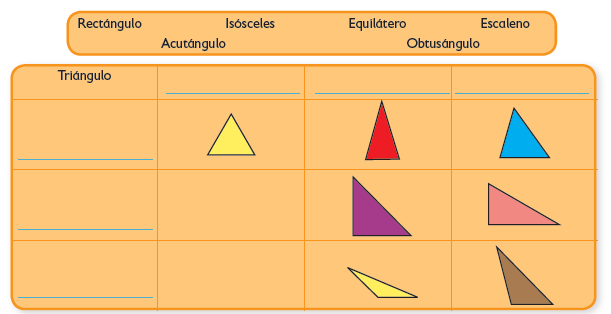 Rectángulo Isósceles Equilátero Escaleno
Acutángulo Obtusángulo
Triángulo